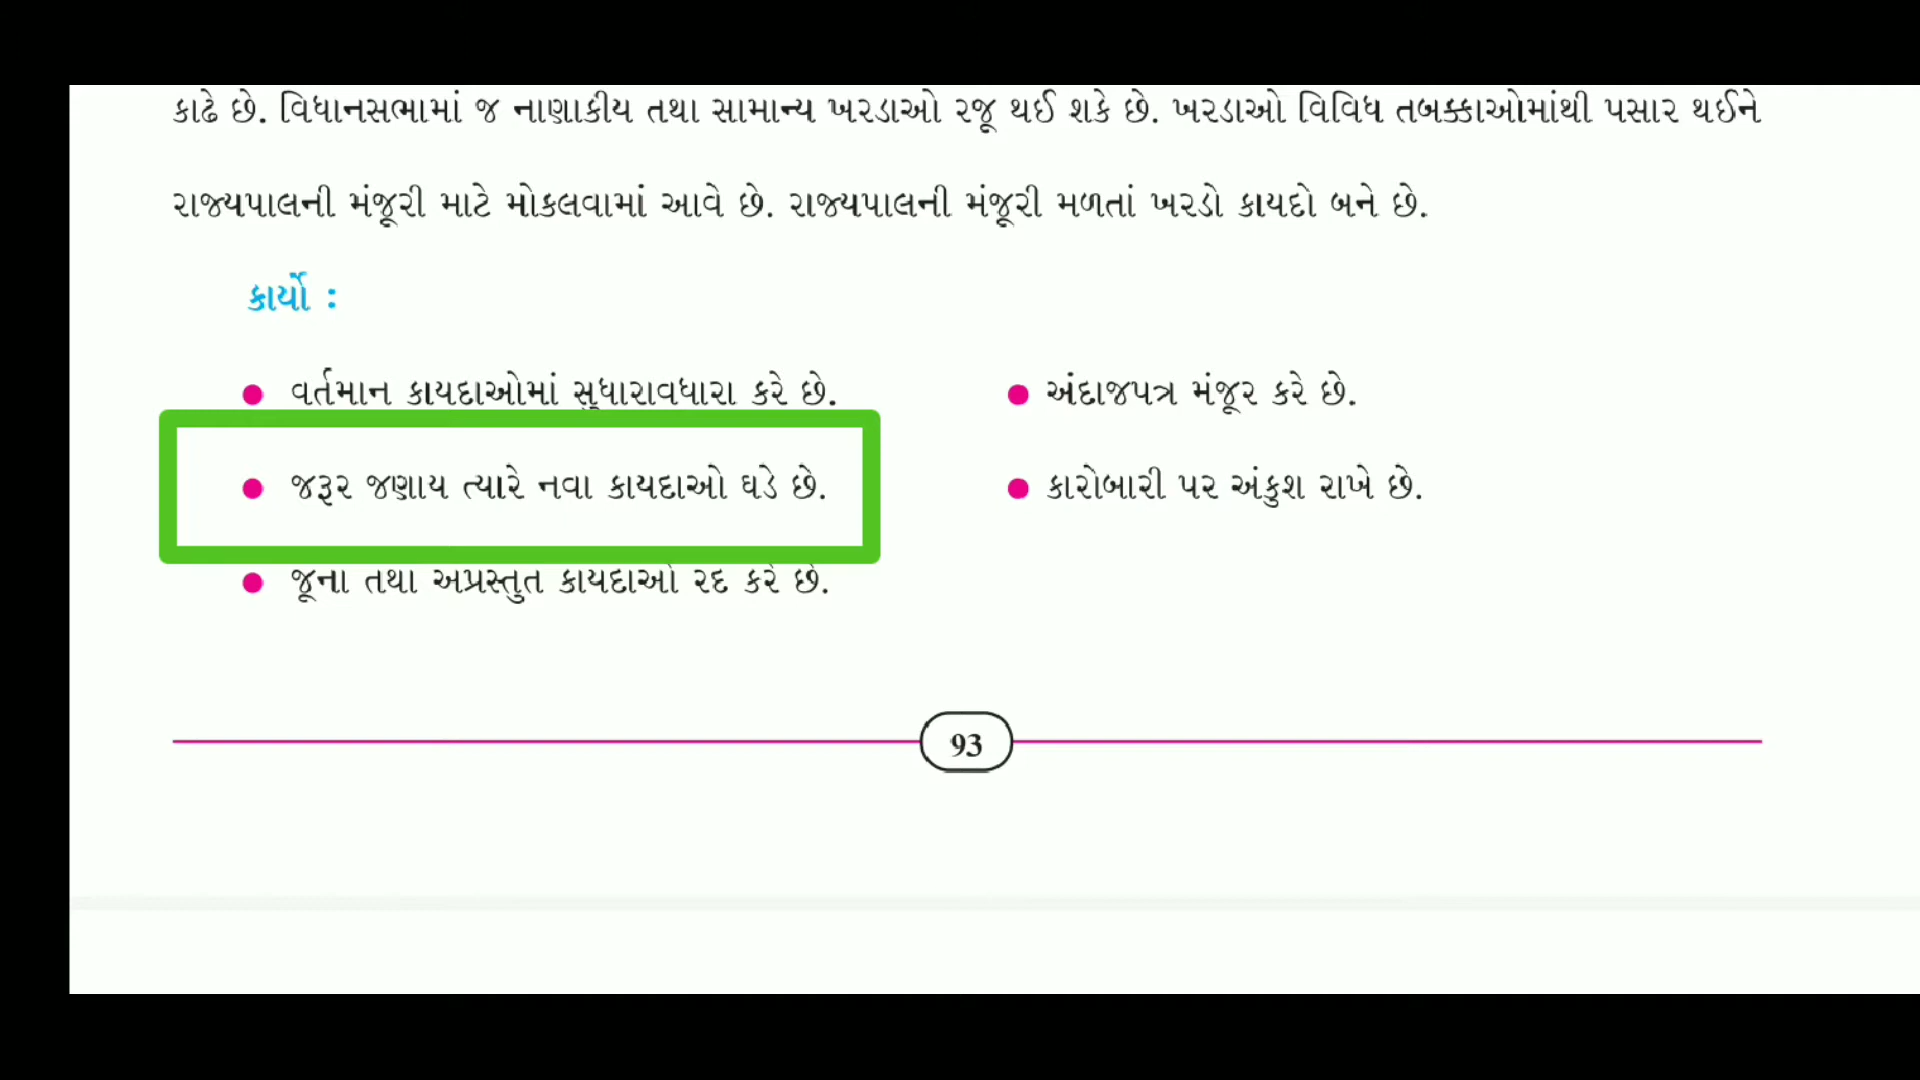 કાઢે છે. વિધાનસભામાં જ નાણાકીય તથા સામાન્ય ખરડાઓ રજૂ થઈ શકે છે. ખરડાઓ વિવિધ તબક્કાઓમાંથી પસાર થઈને
રાજ્યપાલની મંજૂરી માટે મોકલવામાં આવે છે. રાજ્યપાલની મંજૂરી મળતાં ખરડો કાયદો બને છે.
કાર્યો :
● વર્તમાન કાયદાઓમાં સુધારાવધારા કરે છે.
● જરૂર જણાય ત્યારે નવા કાયદાઓ ઘડે છે.
● જૂના તથા અપ્રસ્તુત કાયદાઓ રદ કરે છે.
● અંદાજપત્ર મંજૂર કરે છે.
● કારોબારી પર અંકુશ રાખે છે.
93